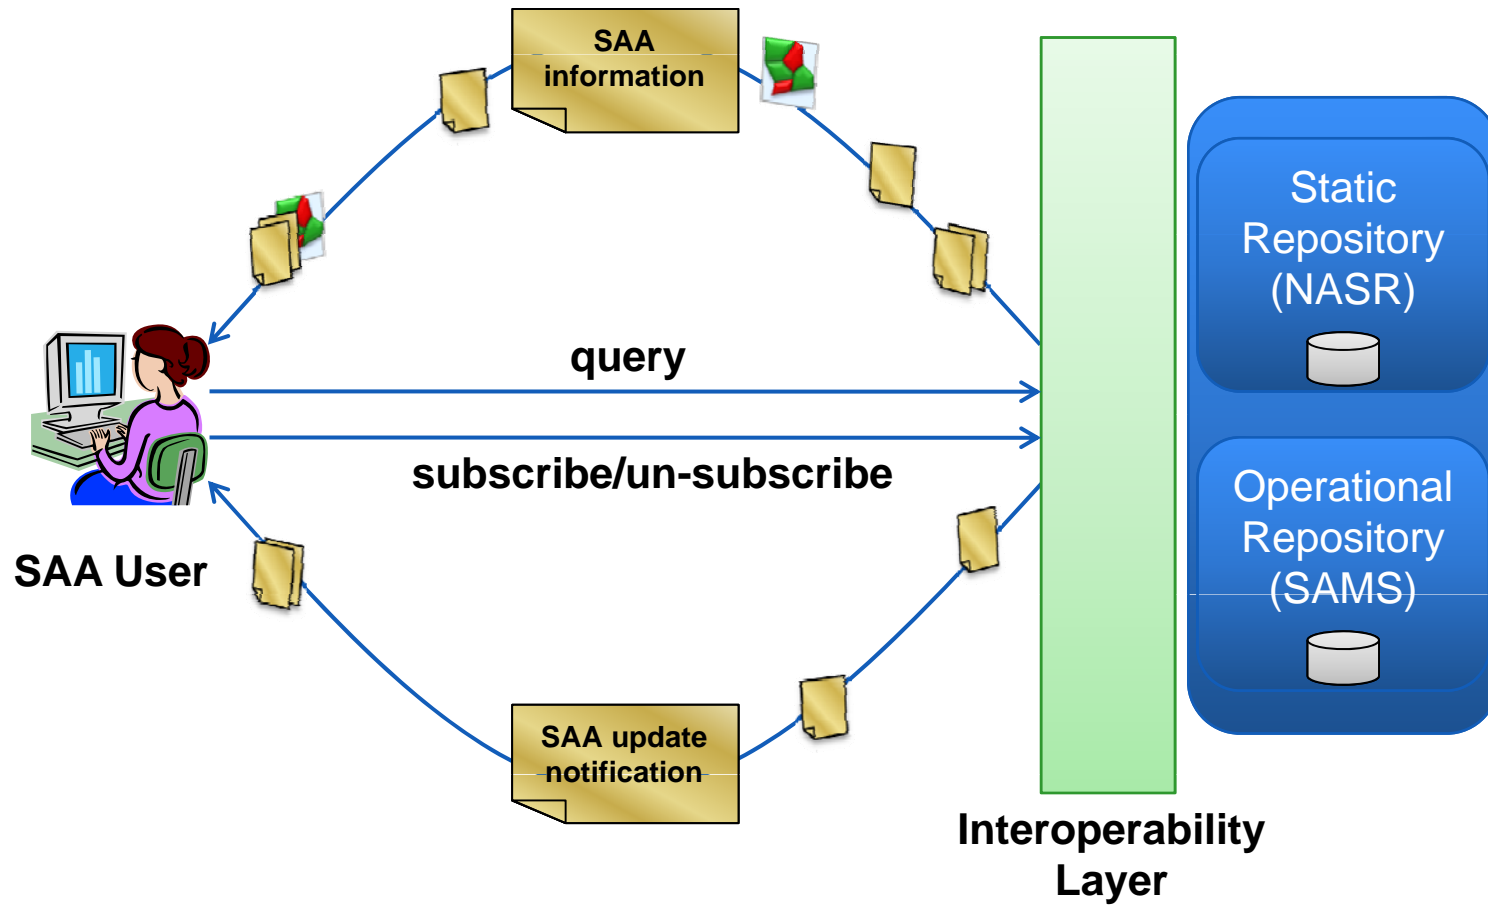 SAA
information
Static
Repository
(NASR)
query
subscribe/un-subscribe
Operational
Repository
(SAMS)
SAA User
SAA update
notification
Interoperability
Layer